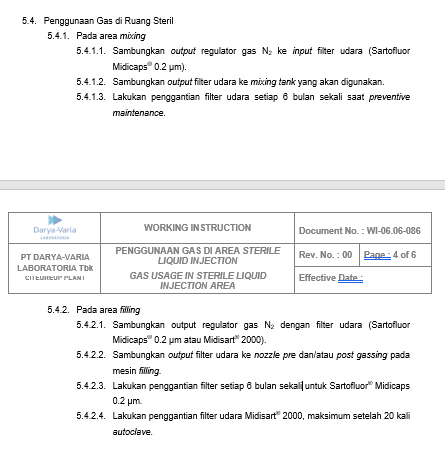 5.4. Penggunaan Gas di Ruang Steril
5.4.1. Pada area mixing
5.4.1.1. Sambungkan output regulator gas N₂ ke input filter udara (Sartofluor
Midicaps® 0.2 µm).
5.4.1.2. Sambungkan output filter udara ke mixing tank yang akan digunakan.
5.4.1.3. Lakukan penggantian filter udara setiap 6 bulan sekali saat preventive
maintenance.
Darya-Varia
LABORATORIA
PT DARYA-VARIA
LABORATORIA Tbk
CITEUREUP PLANT
WORKING INSTRUCTION
PENGGUNAAN GAS DI AREA STERILE
LIQUID INJECTION
GAS USAGE IN STERILE LIQUID
INJECTION AREA
Document No. : WI-06.06-086
Rev. No. : 00 Page.: 4 of 6
Effective Date :
5.4.2. Pada area filling
5.4.2.1. Sambungkan output regulator gas N₂ dengan filter udara (Sartofluor
Midicaps® 0.2 µm atau Midisart® 2000).
5.4.2.2. Sambungkan output filter udara ke nozzle pre dan/atau post gassing pada
mesin filling.
5.4.2.3. Lakukan penggantian filter setiap 6 bulan sekali untuk Sartofluor® Midicaps
0.2 µm.
5.4.2.4. Lakukan penggantian filter udara Midisart® 2000, maksimum setelah 20 kali
autoclave.